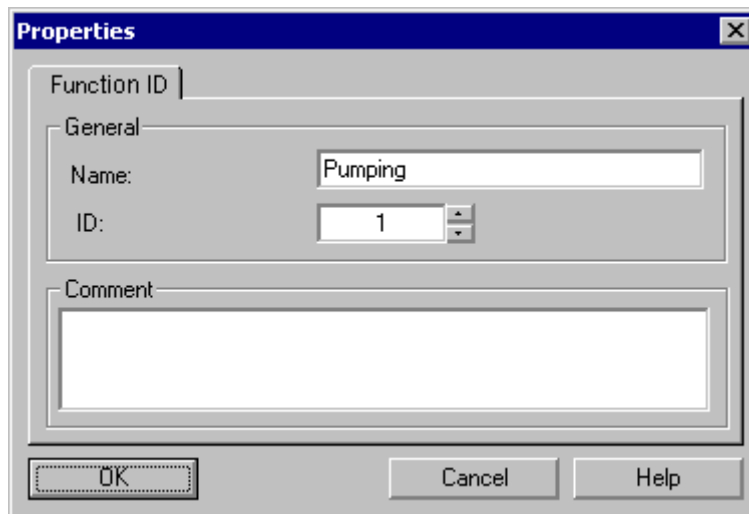 Properties
Function ID
General
Name: Pumping
ID: 1
Comment
OK Cancel Help